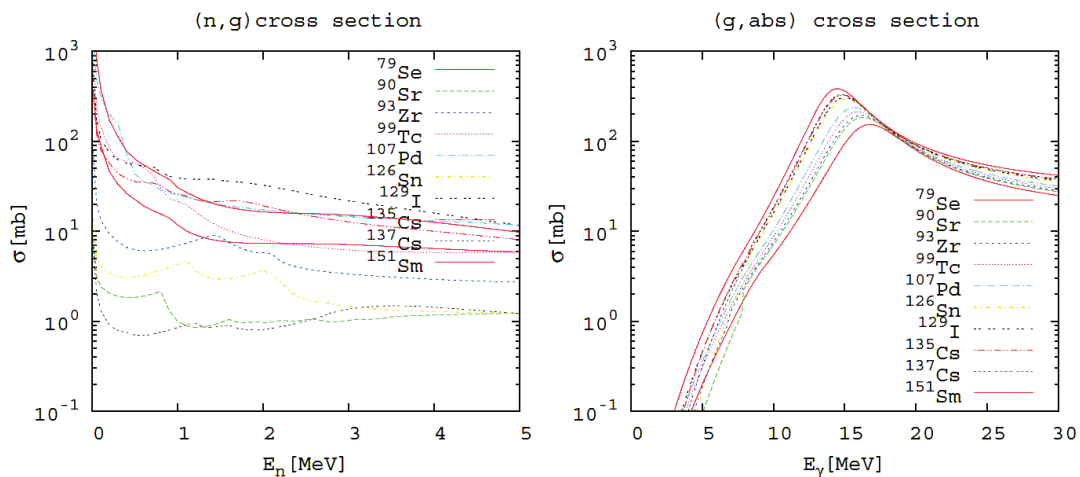 (n,g)cross section
10³
10²
10¹
10⁰
10⁻¹
σ[mb]
⁷⁹Se
⁹⁰Sr
⁹³Zr
⁹⁹Tc
¹⁰⁷Pd
¹²⁶Sn
¹²⁹I
¹³⁵Cs
¹³⁷Cs
¹⁵¹Sm
0 1 2 3 4 5
Eₙ[MeV]
(g,abs) cross section
10³
10²
10¹
10⁰
10⁻¹
σ[mb]
⁷⁹Se
⁹⁰Sr
⁹³Zr
⁹⁹Tc
¹⁰⁷Pd
¹²⁶Sn
¹²⁹I
¹³⁵Cs
¹³⁷Cs
¹⁵¹Sm
5 10 15 20 25 30
Eᵧ[MeV]